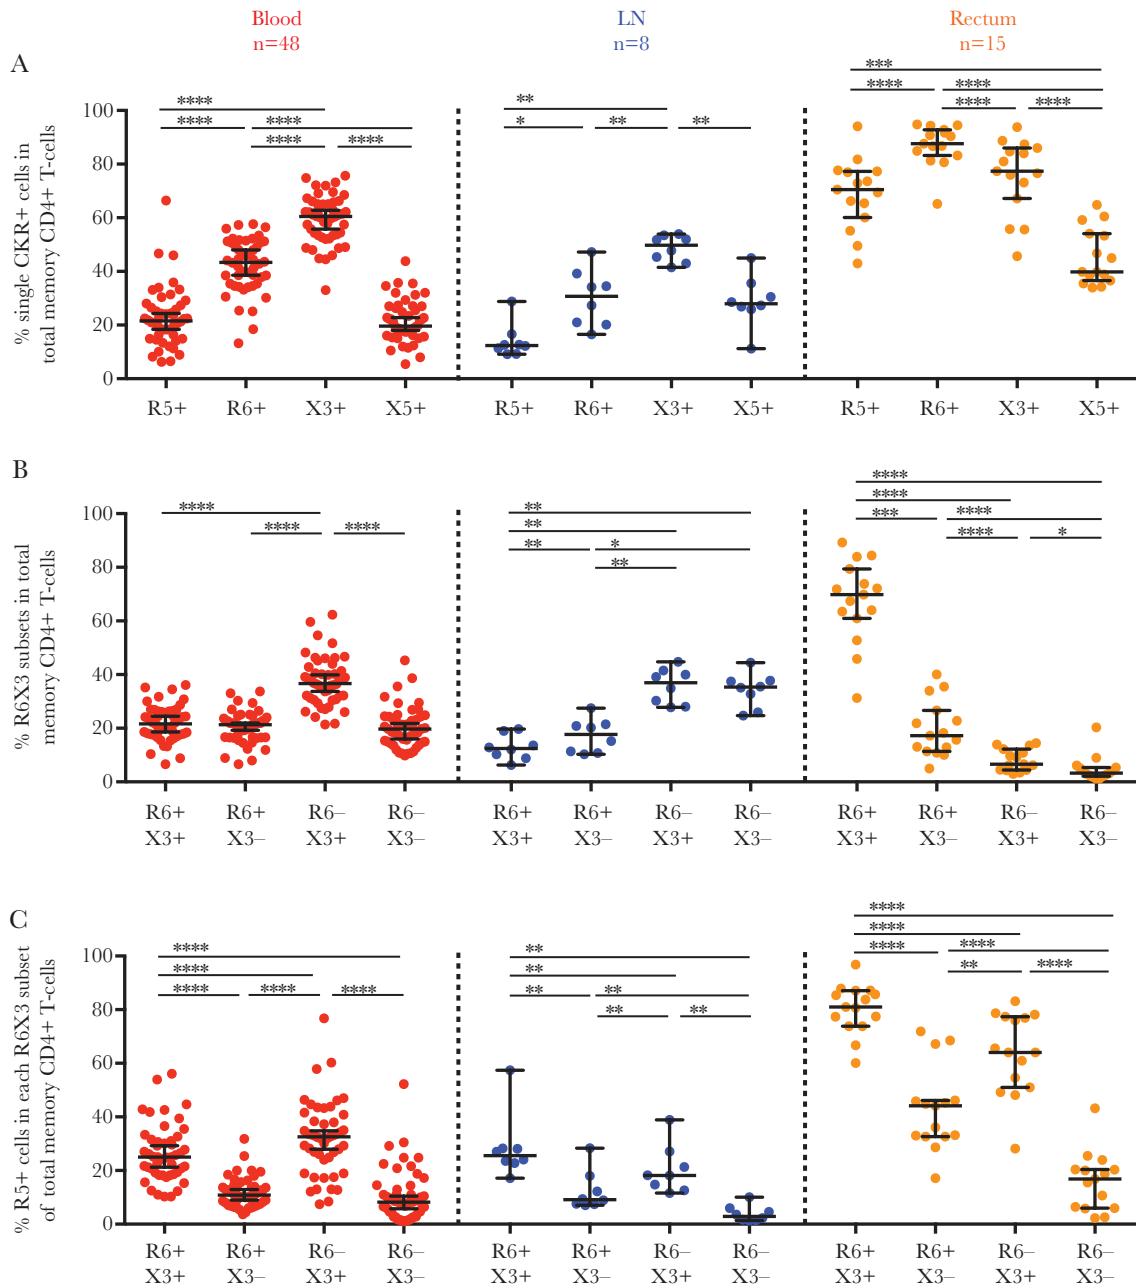 Blood
n=48
LN
n=8
Rectum
n=15
A
% single CKR+ cells in
total memory CD4+ T-cells
100
80
60
40
20
0
****
**** ****
**** ****
**
* ** **
***
**** ****
**** ****
R5+ R6+ X3+ X5+
R5+ R6+ X3+ X5+
R5+ R6+ X3+ X5+
B
% R6X3 subsets in total
memory CD4+ T-cells
100
80
60
40
20
0
****
**** ****
**
**
** *
**
****
****
*** ****
**** *
R6+ R6+ R6– R6–
X3+ X3– X3+ X3–
R6+ R6+ R6– R6–
X3+ X3– X3+ X3–
R6+ R6+ R6– R6–
X3+ X3– X3+ X3–
C
% R5+ cells in each R6X3 subset
of total memory CD4+ T-cells
100
80
60
40
20
0
****
****
**** **** ****
**
**
** **
** **
****
****
**** ****
** ****
R6+ R6+ R6– R6–
X3+ X3– X3+ X3–
R6+ R6+ R6– R6–
X3+ X3– X3+ X3–
R6+ R6+ R6– R6–
X3+ X3– X3+ X3–